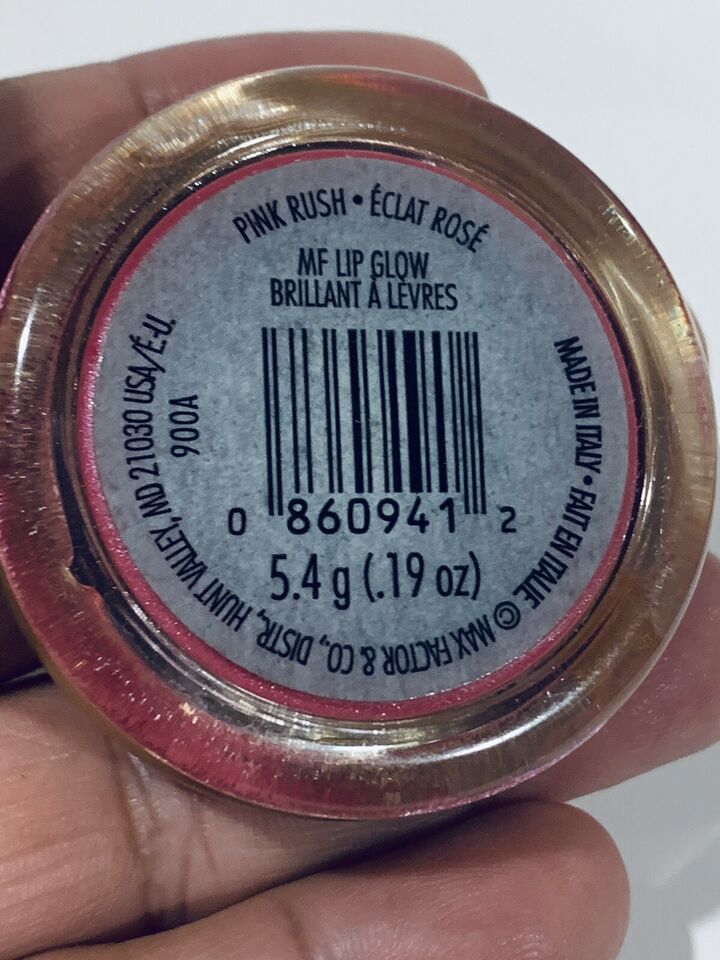 PINK RUSH • ÉCLAT ROSÉ
MF LIP GLOW
BRILLANT À LÈVRES
0 860941 2
5.4 g (.19 oz)
900A
MADE IN ITALY • FAIT EN ITALIE © MAX FACTOR & CO., DISTR., HUNT VALLEY, MD 21030 USA/É-U.